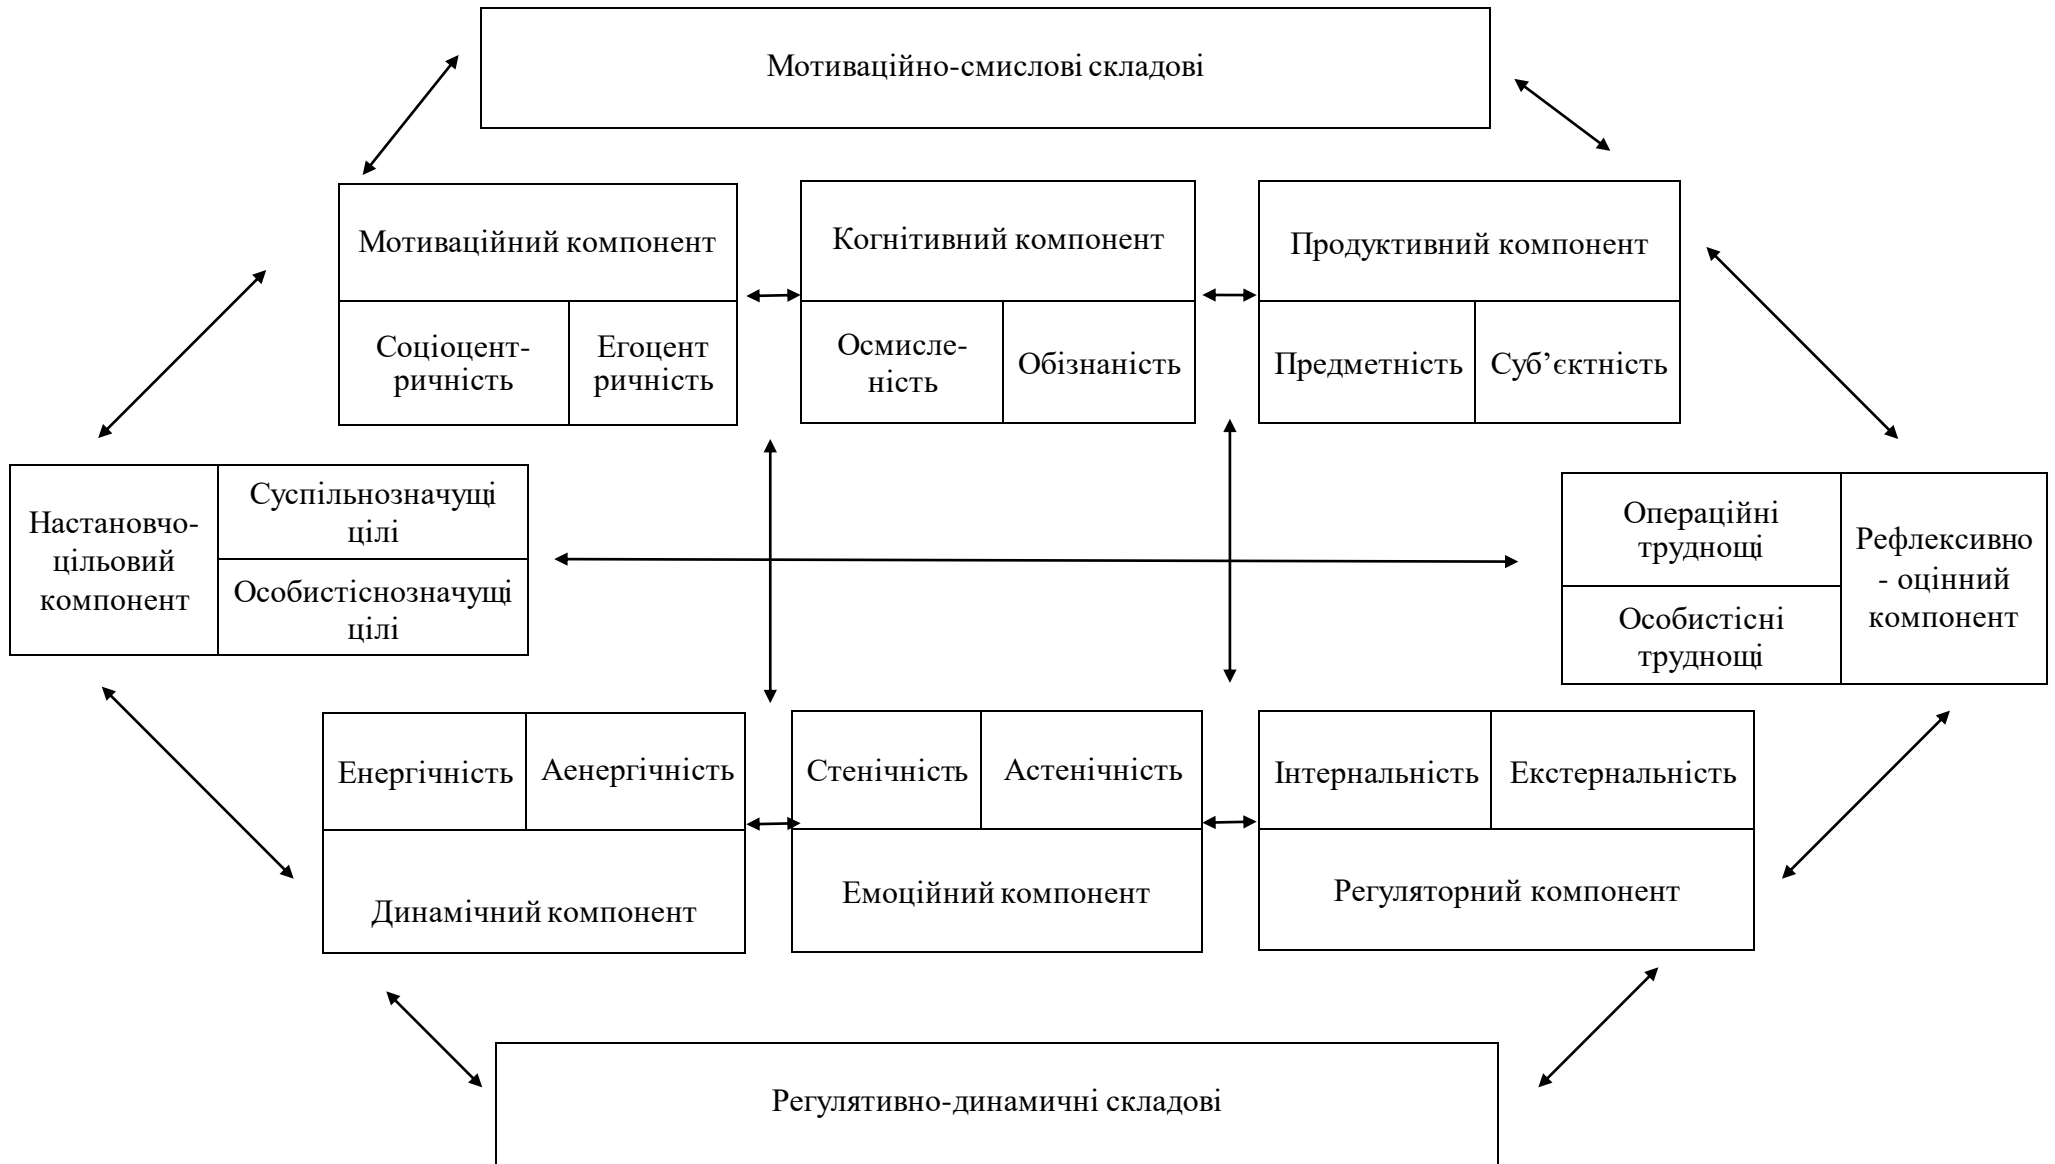 Мотиваційно-смислові складові
Мотиваційний компонент
Соціоцент-
ричність
Егоцент
ричність
Когнітивний компонент
Осмисле-
ність
Обізнаність
Продуктивний компонент
Предметність
Суб’єктність
Настановчо-
цільовий
компонент
Суспільнозначущі
цілі
Особистіснозначущі
цілі
Операційні
труднощі
Особистісні
труднощі
Рефлексивно
- оцінний
компонент
Енергічність
Аенергічність
Динамічний компонент
Стенічність
Астенічність
Емоційний компонент
Інтернальність
Екстернальність
Регуляторний компонент
Регулятивно-динамичні складові